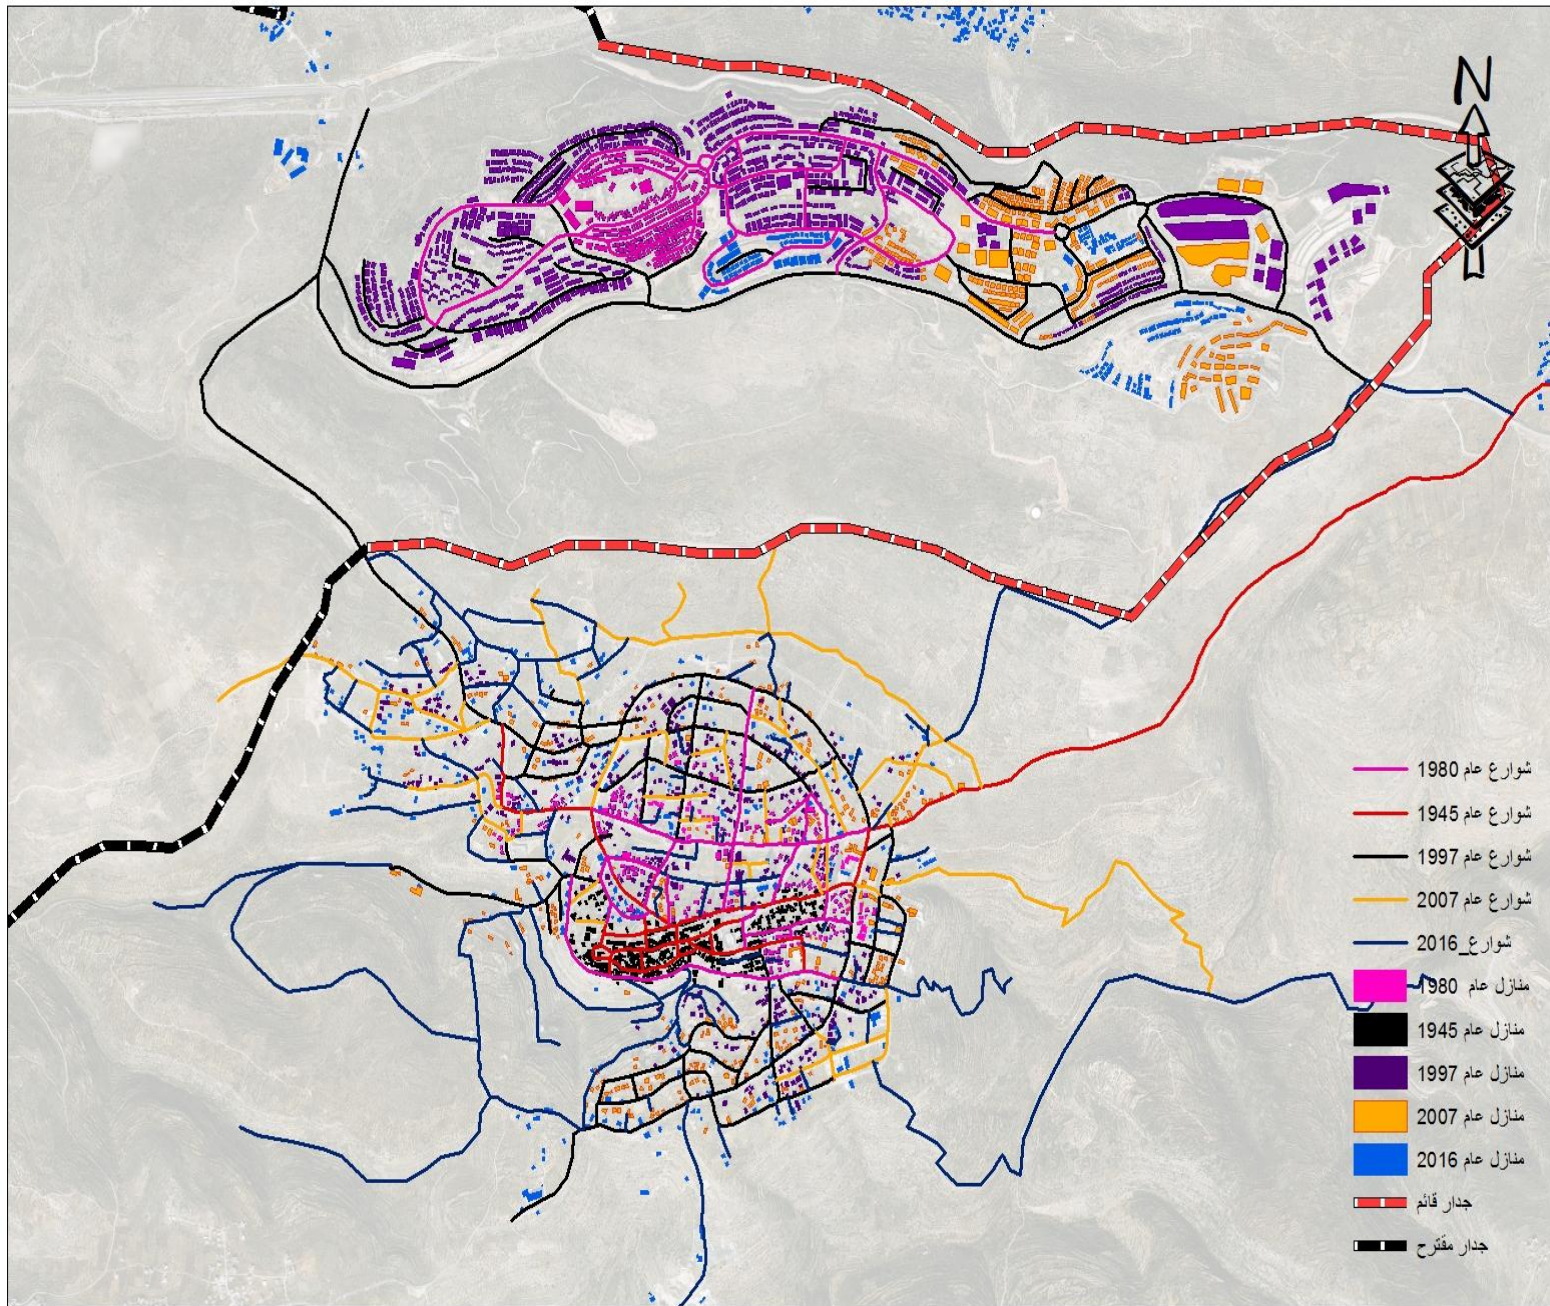 N
شوارع عام 1980
شوارع عام 1945
شوارع عام 1997
شوارع عام 2007
شوارع_2016
منازل عام 1980
منازل عام 1945
منازل عام 1997
منازل عام 2007
منازل عام 2016
جدار قائم
جدار مقترح